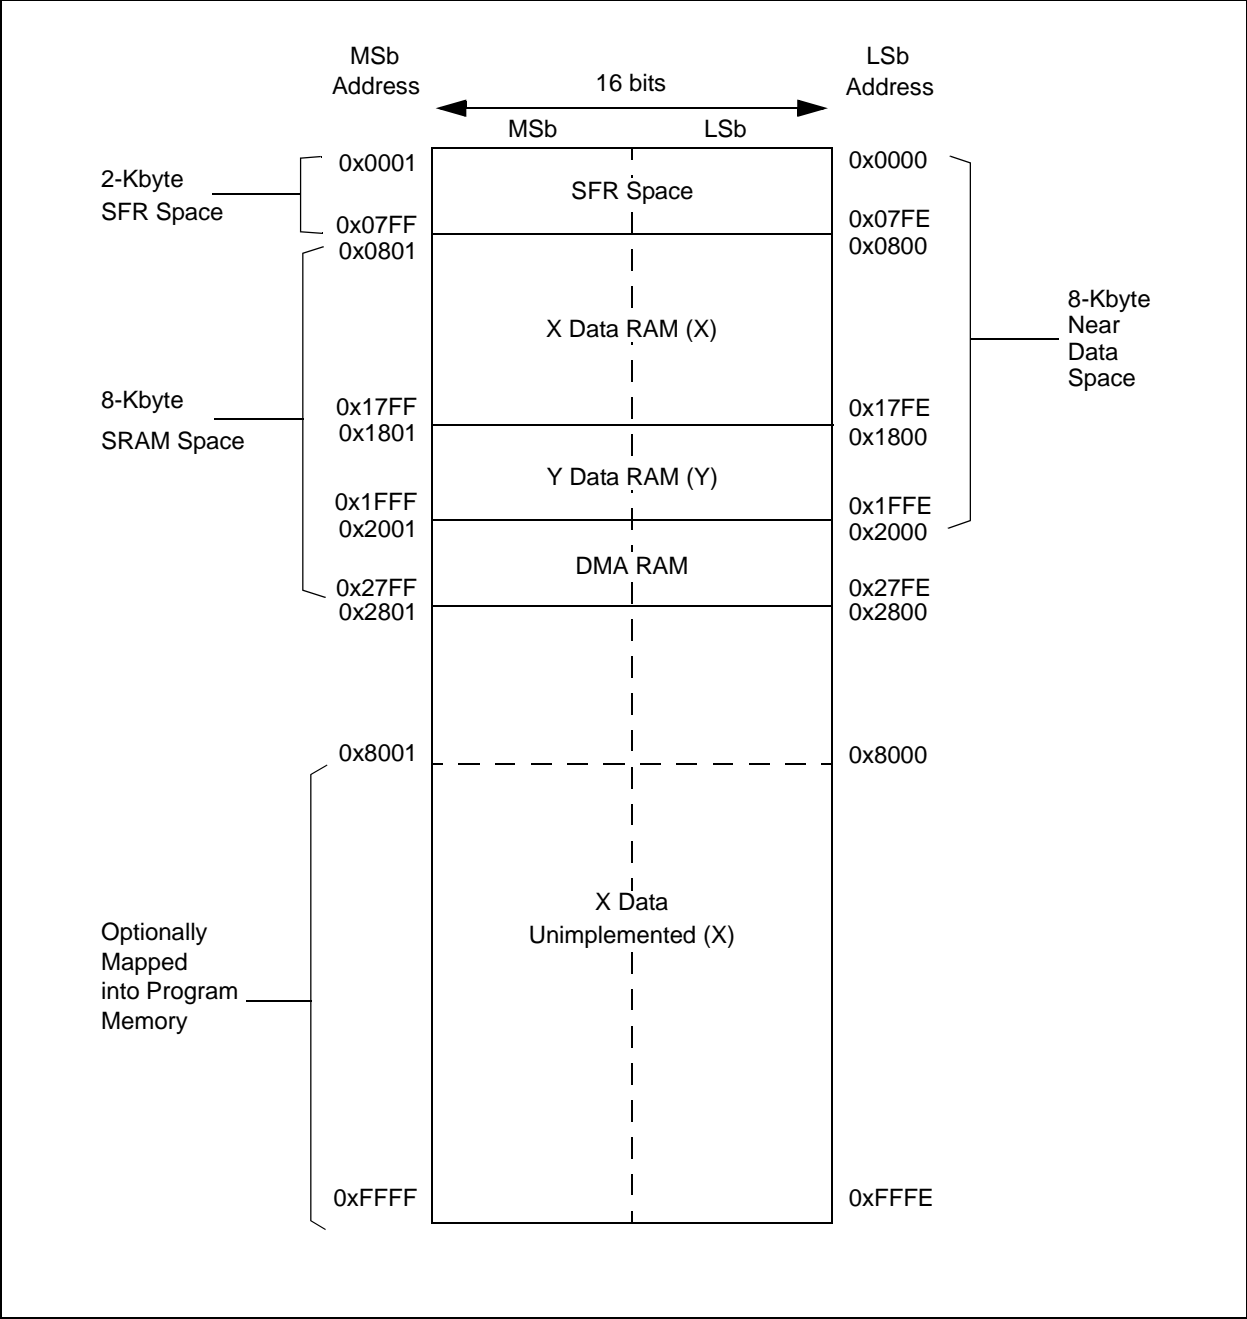 MSb
Address
16 bits
LSb
Address
MSb
LSb
2-Kbyte
SFR Space
0x0001
SFR Space
0x0000
0x07FF
0x07FE
0x0801
0x0800
X Data RAM (X)
8-Kbyte
Near
Data
Space
8-Kbyte
SRAM Space
0x17FF
0x17FE
0x1801
0x1800
Y Data RAM (Y)
0x1FFF
0x1FFE
0x2001
0x2000
DMA RAM
0x27FF
0x27FE
0x2801
0x2800
0x8001
0x8000
X Data
Unimplemented (X)
Optionally
Mapped
into Program
Memory
0xFFFF
0xFFFE